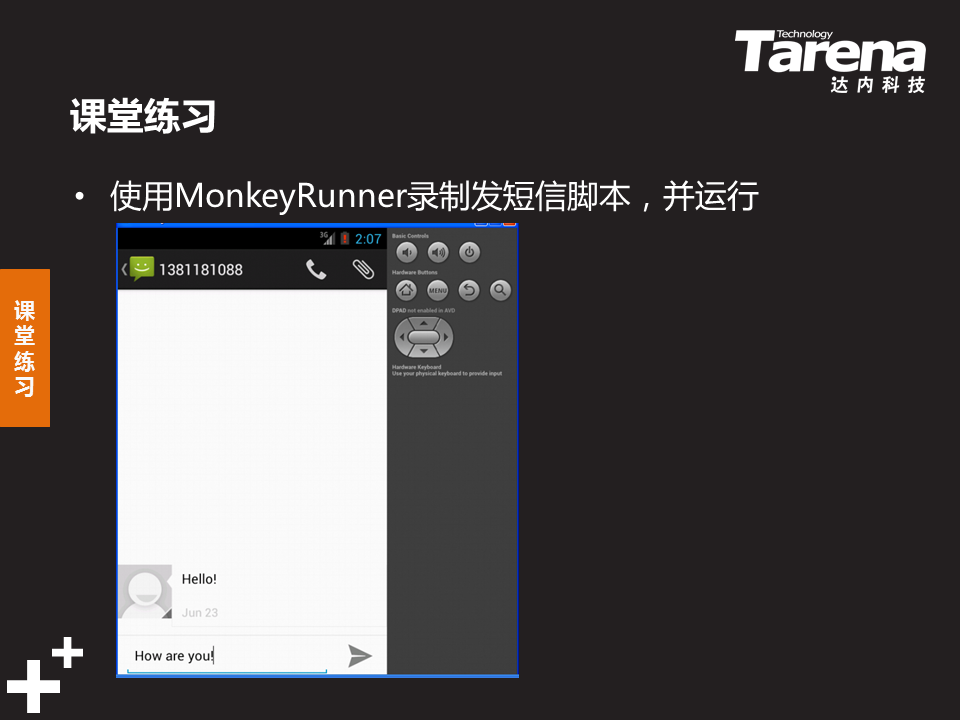 Technology
Tarena
达内科技
课堂练习
• 使用MonkeyRunner录制发短信脚本，并运行
课堂练习
3G 2:07
1381181088
Basic Controls
Hardware Buttons
MENU
DPAD not enabled in AVD
Hardware Keyboard
Use your physical keyboard to provide input
Hello!
Jun 23
How are you!